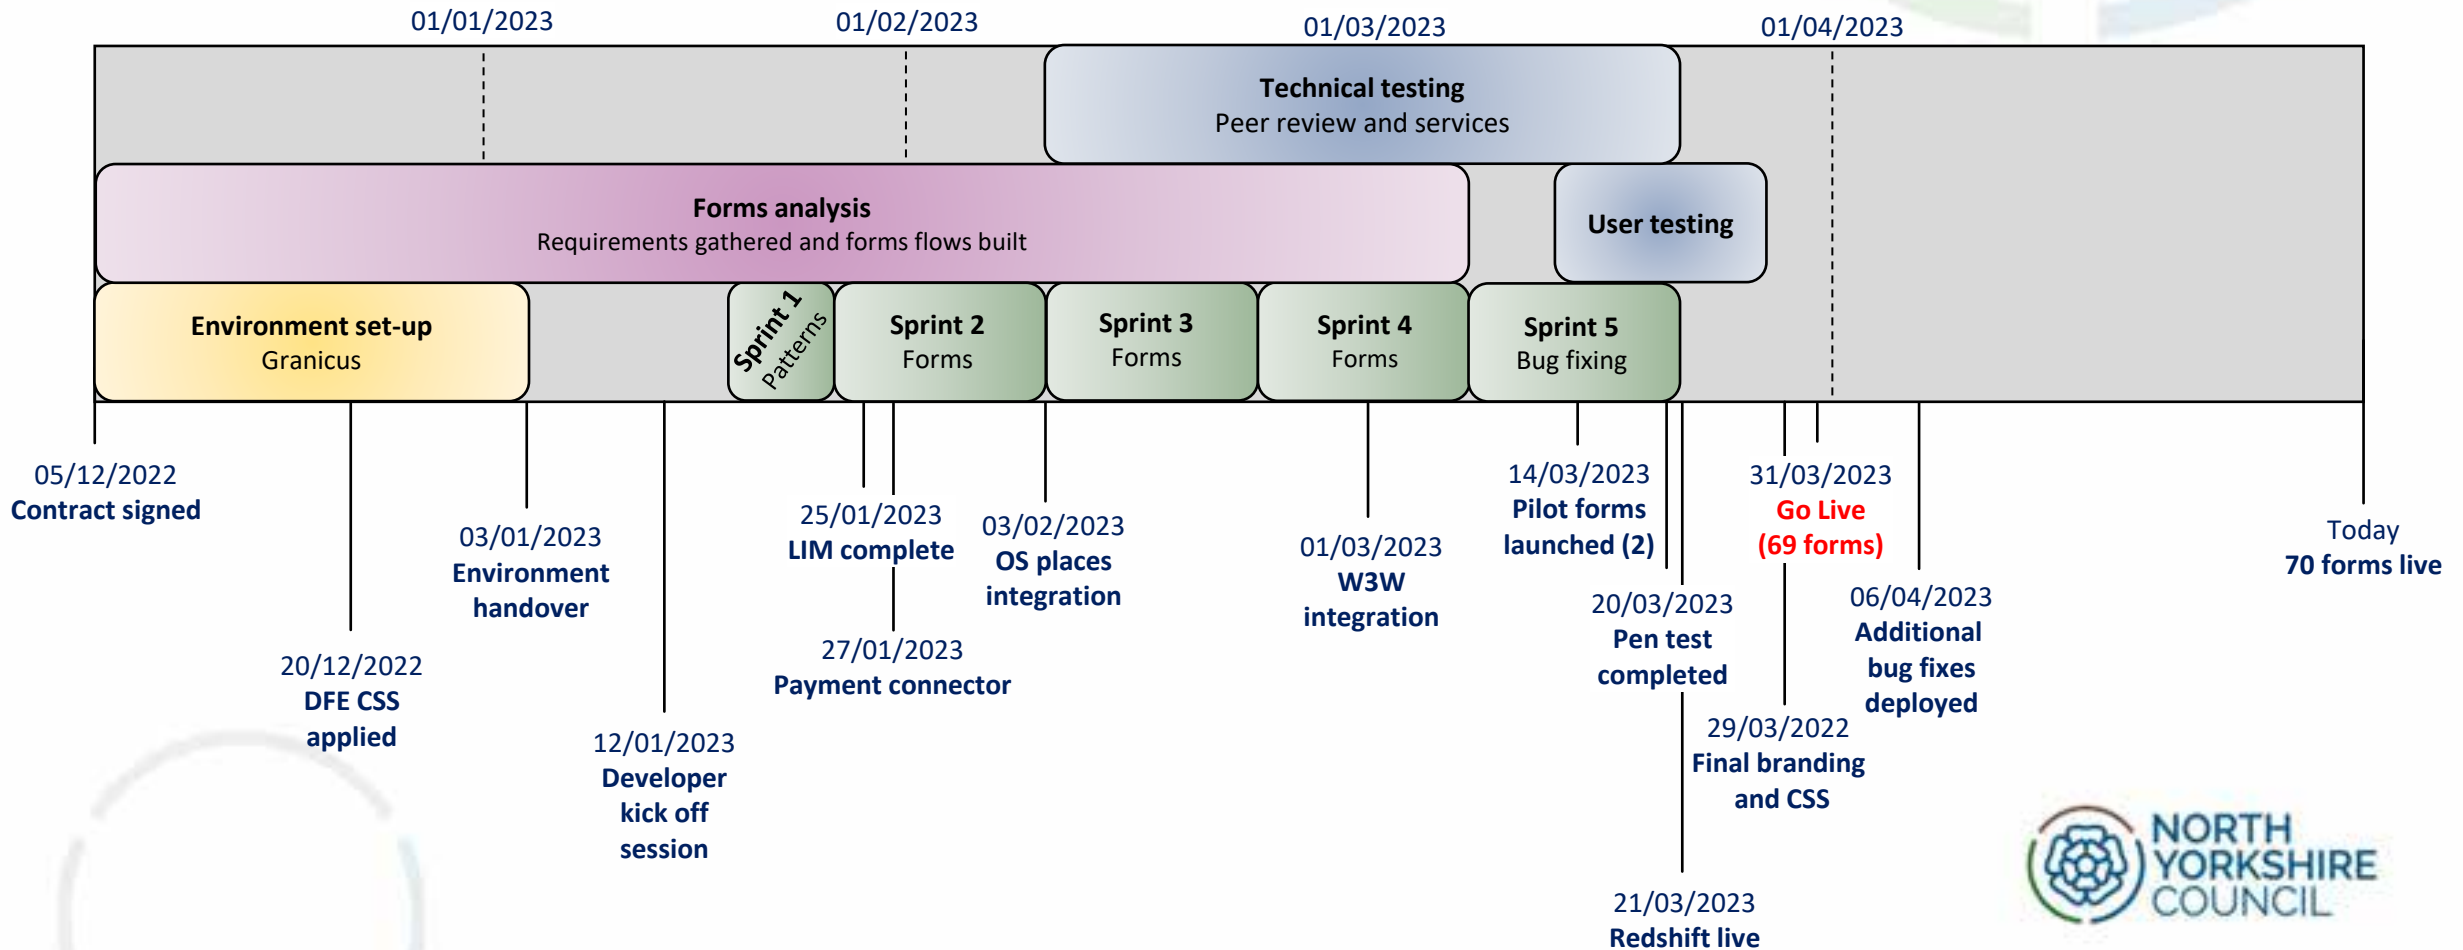 01/01/2023
01/02/2023
01/03/2023
01/04/2023
Technical testing
Peer review and services
Forms analysis
Requirements gathered and forms flows built
User testing
Environment set-up
Granicus
Sprint 1
Patterns
Sprint 2
Forms
Sprint 3
Forms
Sprint 4
Forms
Sprint 5
Bug fixing
05/12/2022
Contract signed
20/12/2022
DFE CSS
applied
03/01/2023
Environment
handover
12/01/2023
Developer
kick off
session
25/01/2023
LIM complete
27/01/2023
Payment connector
03/02/2023
OS places
integration
01/03/2023
W3W
integration
14/03/2023
Pilot forms
launched (2)
20/03/2023
Pen test
completed
21/03/2023
Redshift live
29/03/2022
Final branding
and CSS
31/03/2023
Go Live
(69 forms)
06/04/2023
Additional
bug fixes
deployed
Today
70 forms live
NORTH
YORKSHIRE
COUNCIL